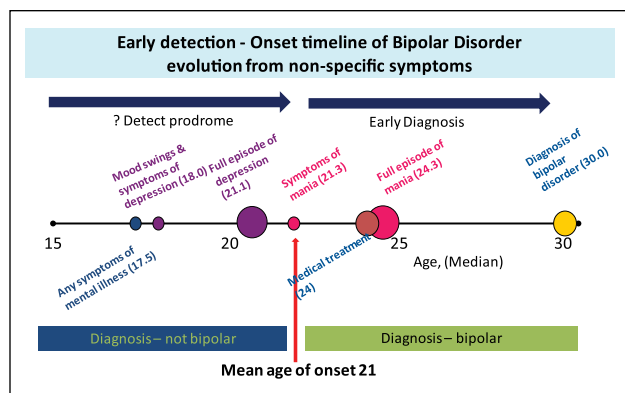 Early detection - Onset timeline of Bipolar Disorder
evolution from non-specific symptoms
? Detect prodrome
Early Diagnosis
Mood swings &
symptoms of
depression (18.0)
Full episode of
depression
(21.1)
Symptoms of
mania (21.3)
Full episode of
mania (24.3)
Diagnosis of
bipolar
disorder (30.0)
15
20
25
30
Any symptoms of
mental illness (17.5)
Medical treatment
(24)
Age, (Median)
Diagnosis – not bipolar
Diagnosis – bipolar
Mean age of onset 21